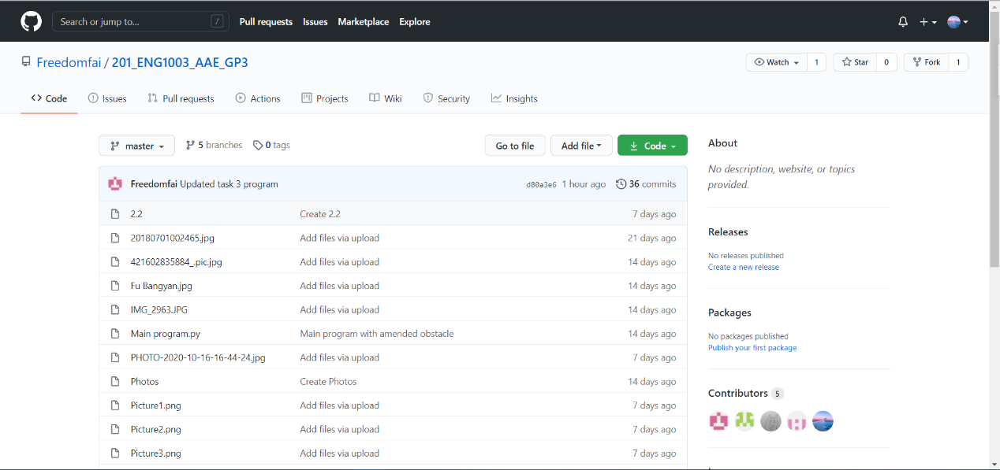 Search or jump to... / Pull requests Issues Marketplace Explore
Freedomfai / 201_ENG1003_AAE_GP3 Watch 1 Star 0 Fork 1
Code Issues Pull requests Actions Projects Wiki Security Insights
master 5 branches 0 tags Go to file Add file Code
Freedomfai Updated task 3 program d80a3e6 1 hour ago 36 commits
2.2 Create 2.2 7 days ago
20180701002465.jpg Add files via upload 21 days ago
421602835884_.pic.jpg Add files via upload 14 days ago
Fu Bangyan.jpg Add files via upload 14 days ago
IMG_2963.JPG Add files via upload 14 days ago
Main program.py Main program with amended obstacle 14 days ago
PHOTO-2020-10-16-16-44-24.jpg Add files via upload 7 days ago
Photos Create Photos 14 days ago
Picture1.png Add files via upload 7 days ago
Picture2.png Add files via upload 7 days ago
Picture3.png Add files via upload 7 days ago
About
No description, website, or topics
provided.
Releases
No releases published
Create a new release
Packages
No packages published
Publish your first package
Contributors 5